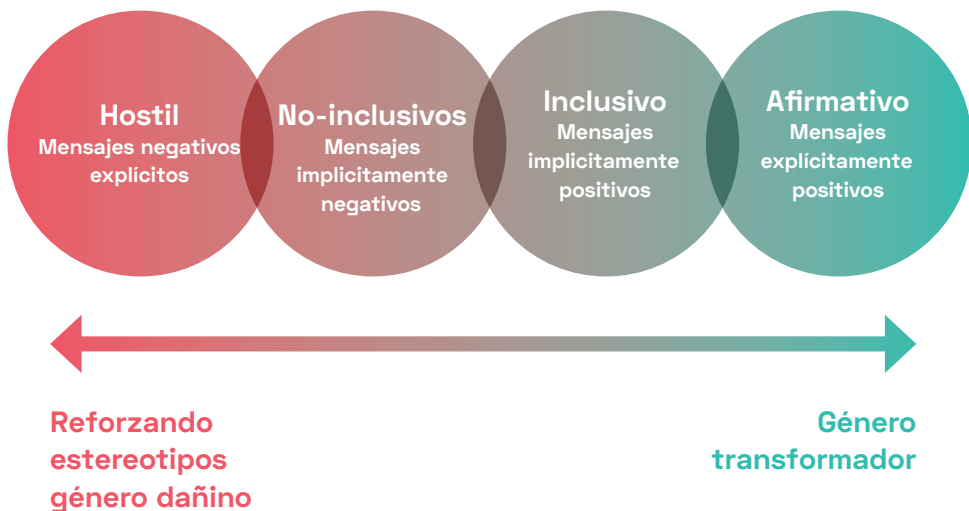 Hostil
Mensajes negativos
explícitos
No-inclusivos
Mensajes
implicitamente
negativos
Inclusivo
Mensajes
implicitamente
positivos
Afirmativo
Mensajes
explícitamente
positivos
Reforzando
estereotipos
género dañino
Género
transformador